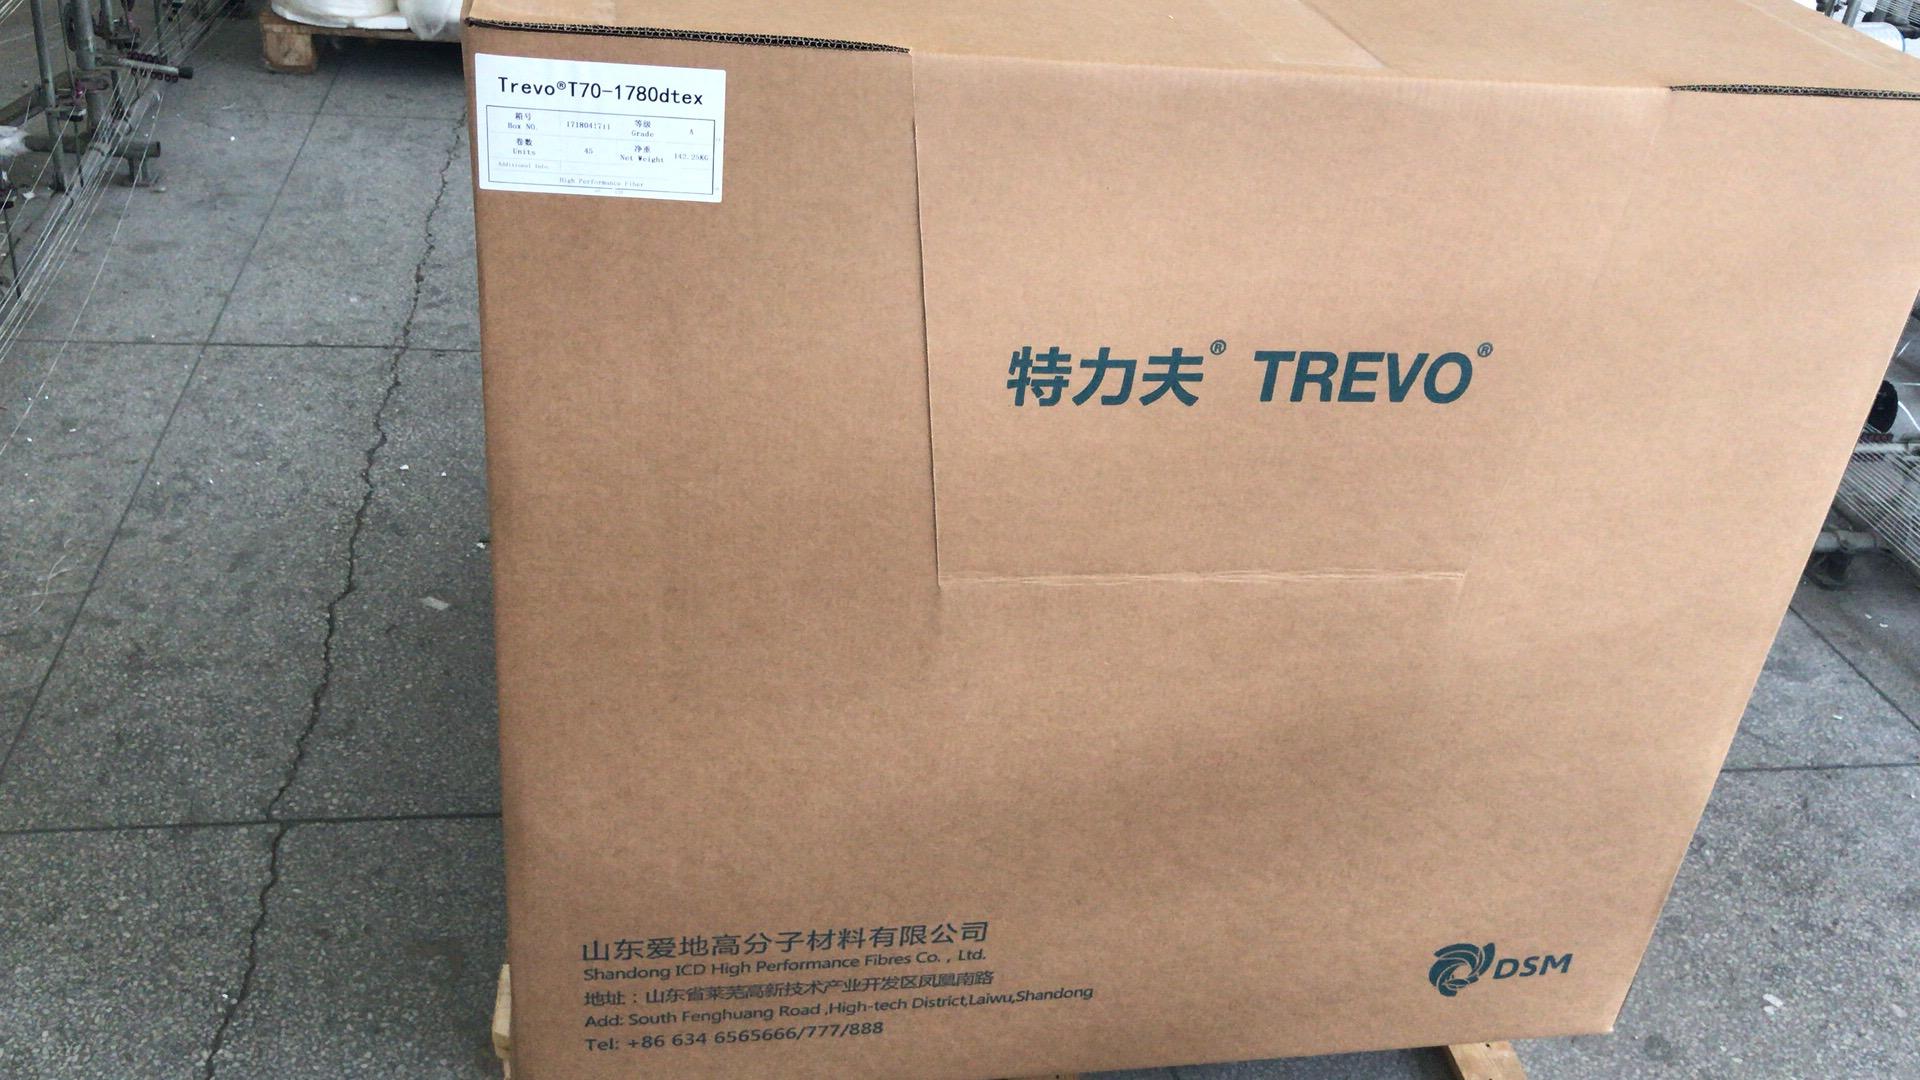 Trevo®T70-1780dtex
箱号 等级
Box NO. 1718041711 Grade A
卷数 净重
Units 45 Net Weight 142.25KG
Additional Info.
High Performance Fiber
特力夫® TREVO®
山东爱地高分子材料有限公司
Shandong ICD High Performance Fibres Co. , Ltd.
地址：山东省莱芜高新技术产业开发区凤凰南路
Add: South Fenghuang Road ,High-tech District,Laiwu,Shandong
Tel: +86 634 6565666/777/888
DSM